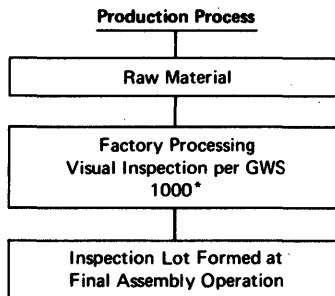 Production Process
Raw Material
Factory Processing
Visual Inspection per GWS
1000*
Inspection Lot Formed at
Final Assembly Operation